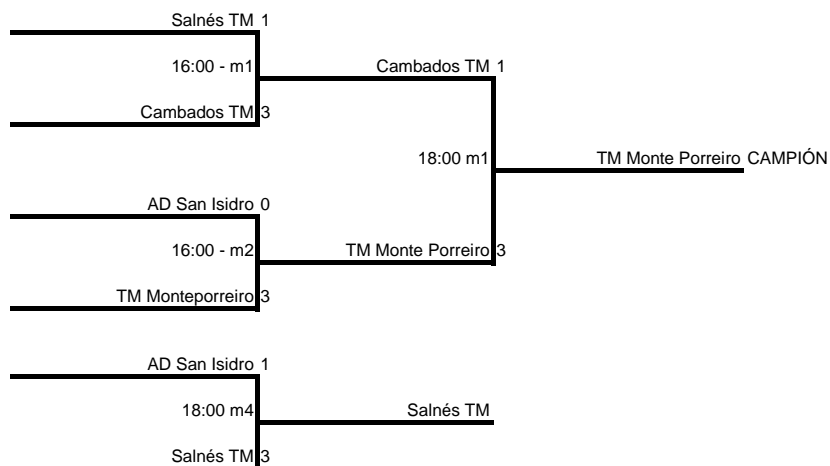 Salnés TM 1
16:00 - m1
Cambados TM 1
Cambados TM 3
18:00 m1
TM Monte Porreiro CAMPIÓN
AD San Isidro 0
16:00 - m2
TM Monte Porreiro 3
TM Monteporreiro 3
AD San Isidro 1
18:00 m4
Salnés TM
Salnés TM 3